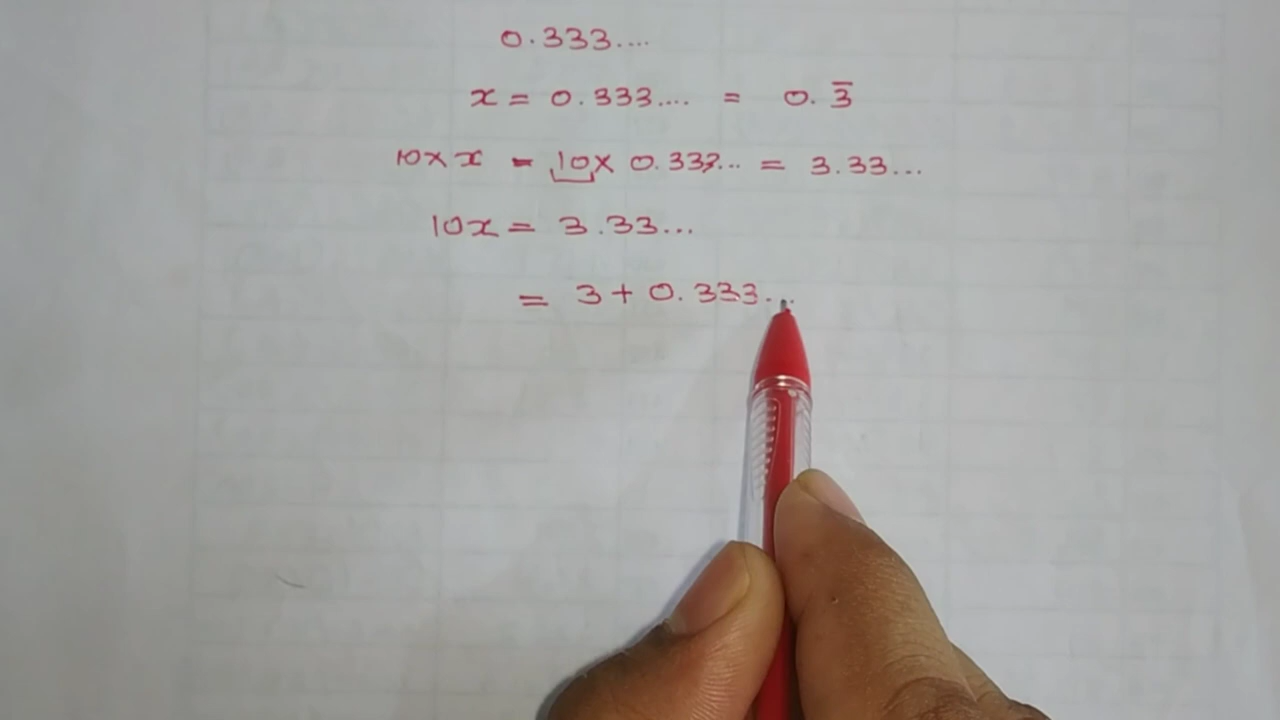 0.333....
x = 0.333.... = 0.3̅
10×x = 10× 0.333... = 3.33...
10x = 3.33...
= 3+0.333...